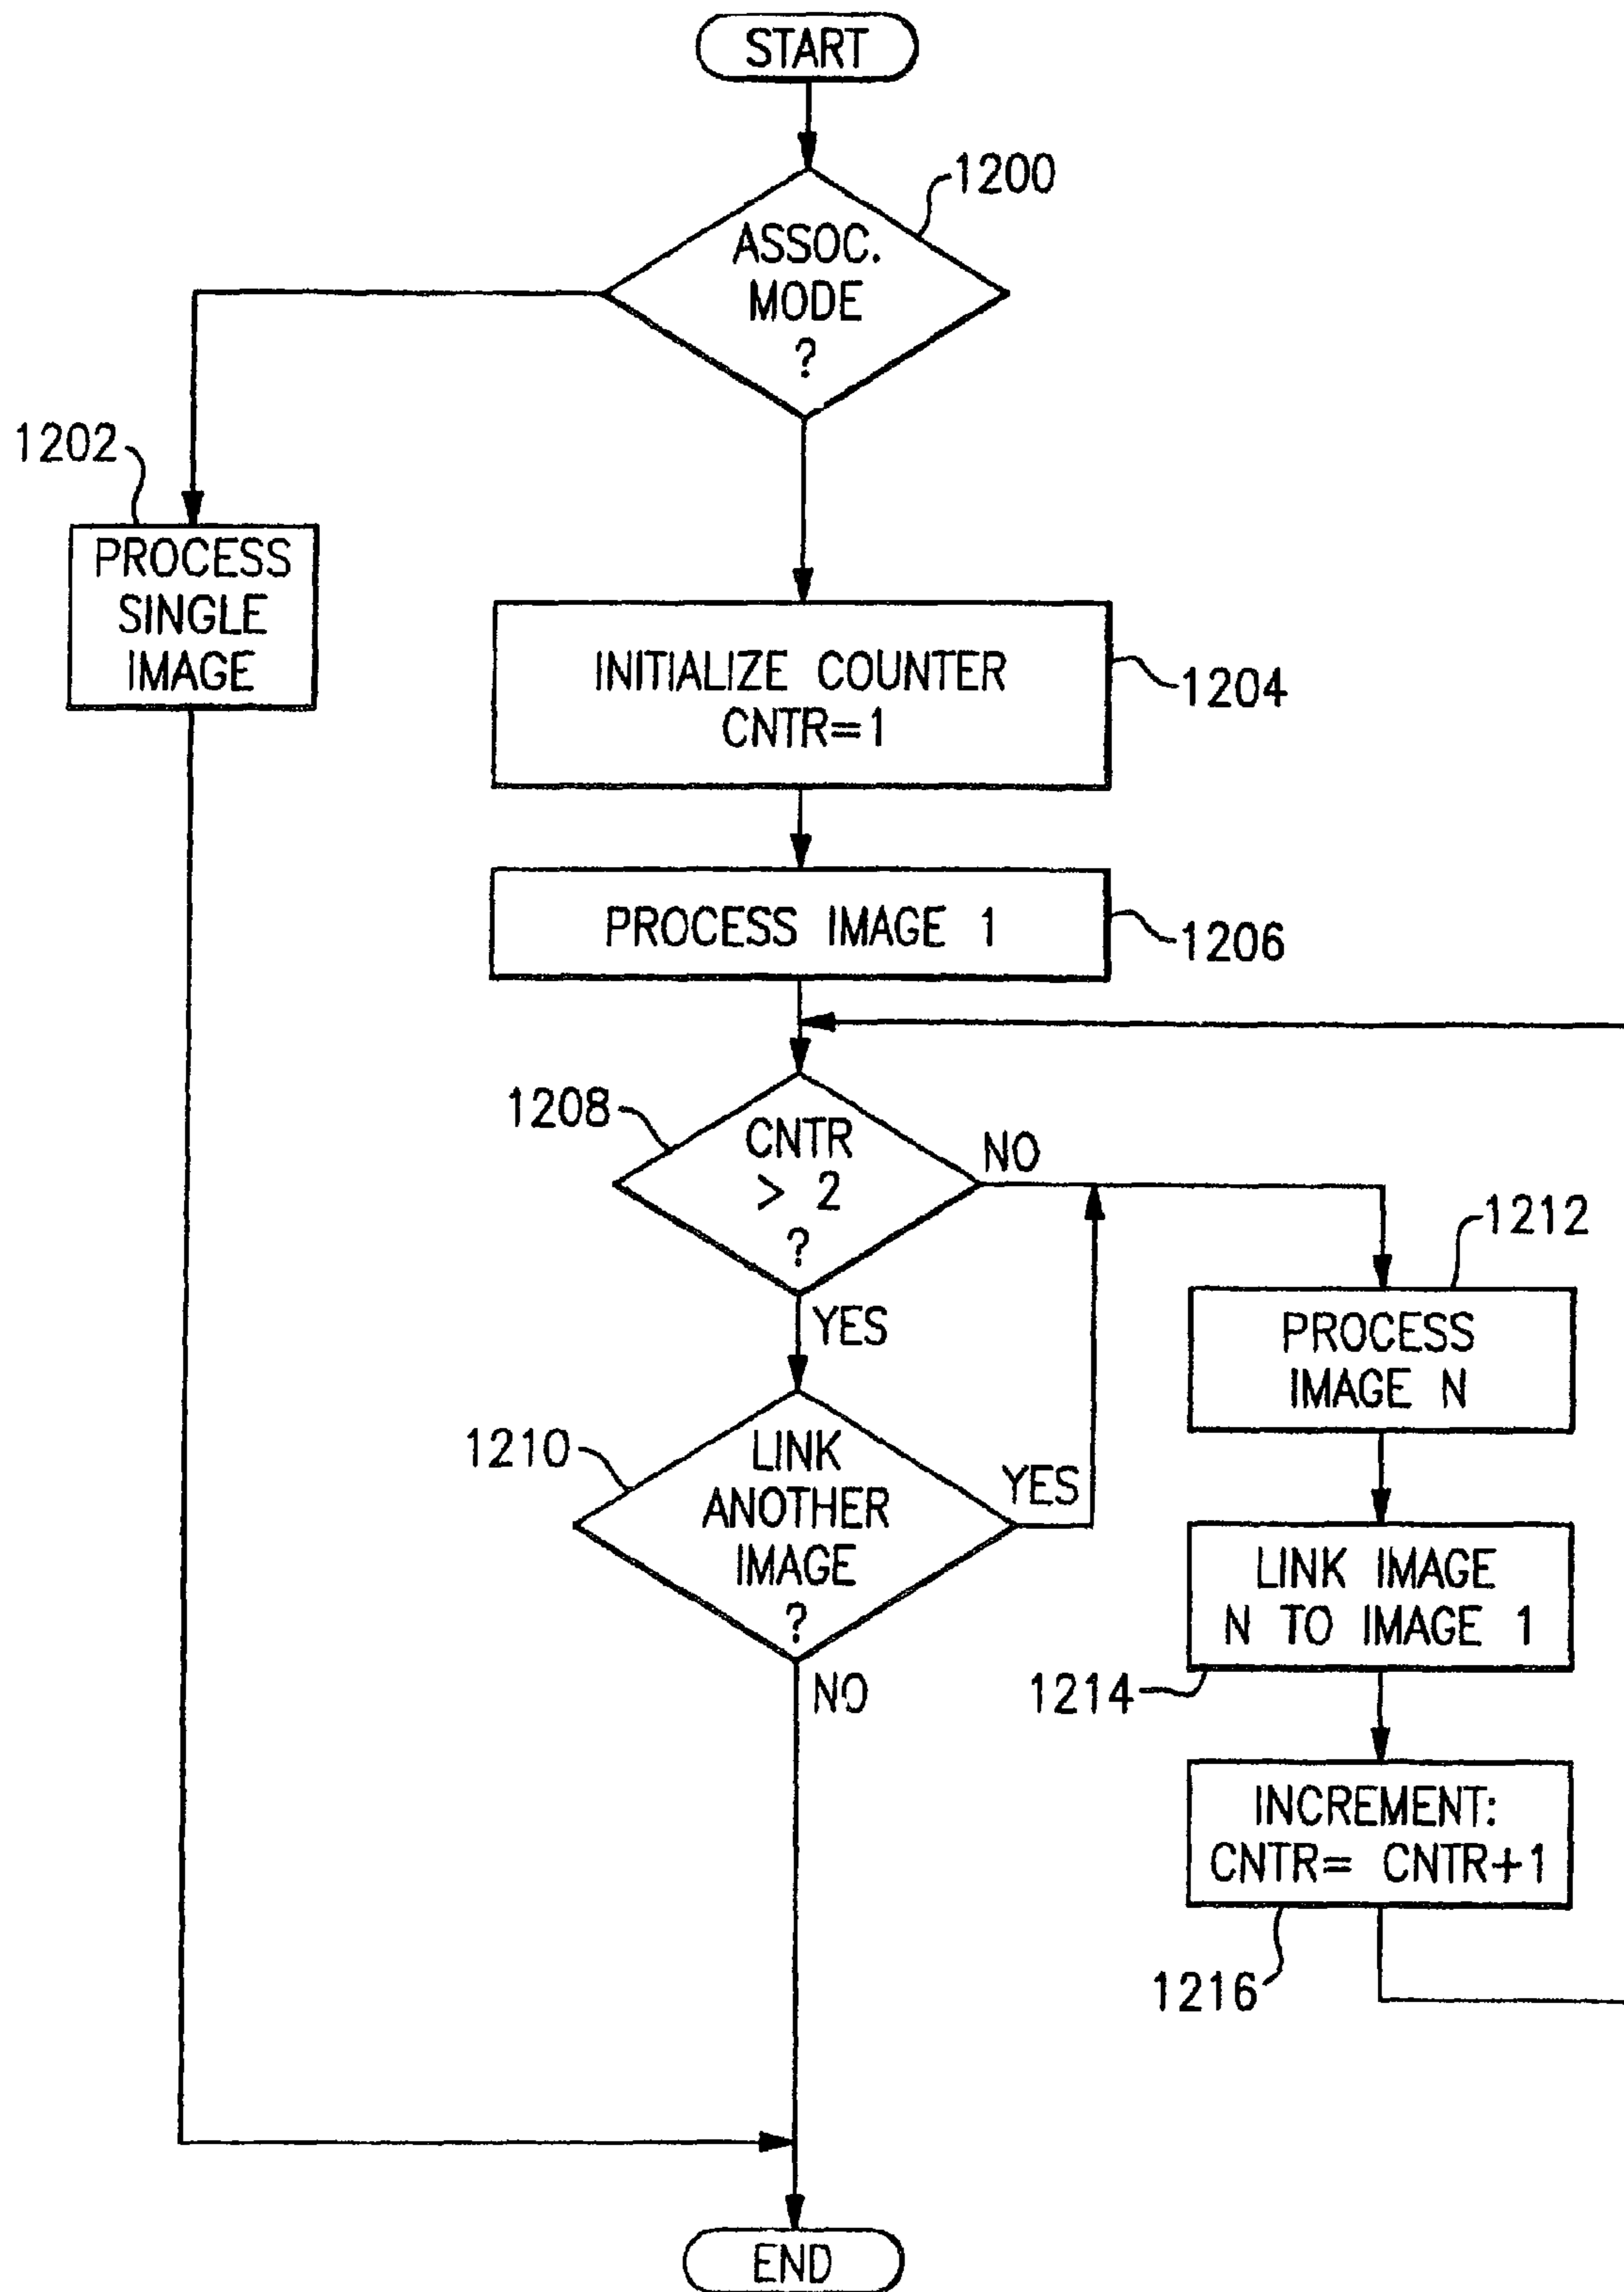 START
1200
ASSOC.
MODE
?
1202
PROCESS
SINGLE
IMAGE
INITIALIZE COUNTER
CNTR=1
1204
PROCESS IMAGE 1
1206
1208
CNTR
> 2
?
NO
YES
1212
PROCESS
IMAGE N
1210
LINK
ANOTHER
IMAGE
?
YES
NO
LINK IMAGE
N TO IMAGE 1
1214
INCREMENT:
CNTR= CNTR+1
1216
END